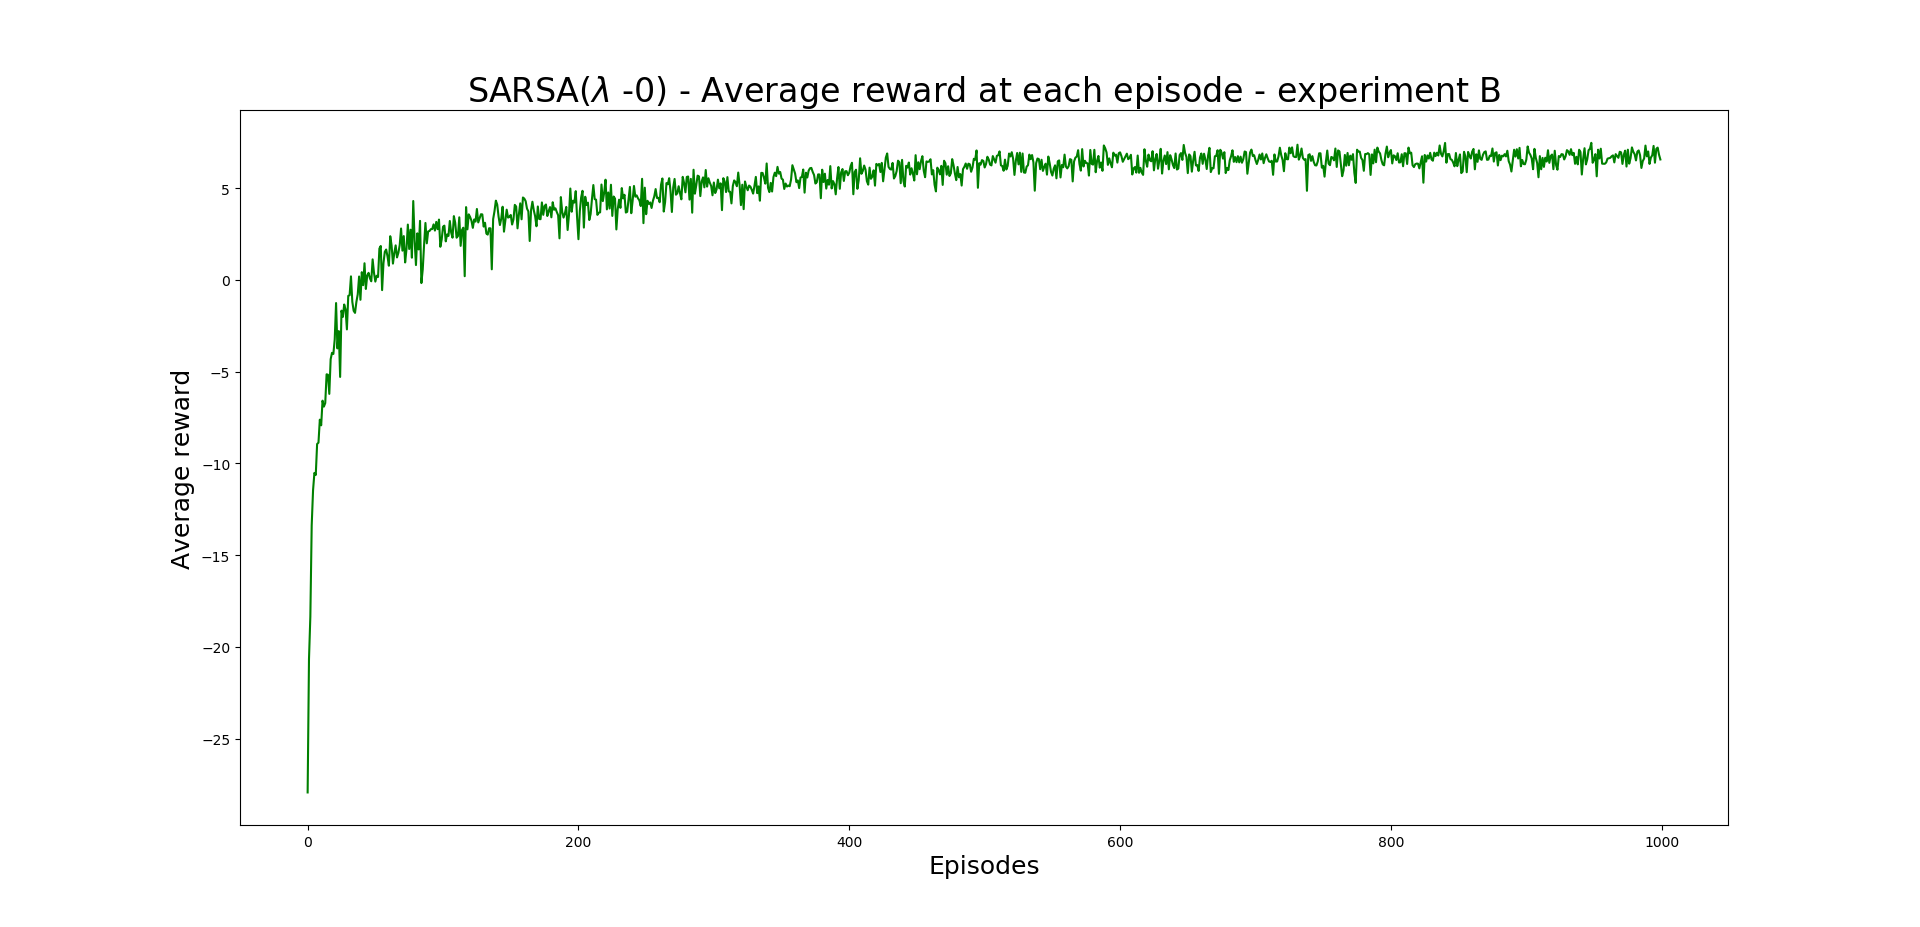 SARSA(λ -0) - Average reward at each episode - experiment B
Average reward
5
0
−5
−10
−15
−20
−25
0 200 400 600 800 1000
Episodes